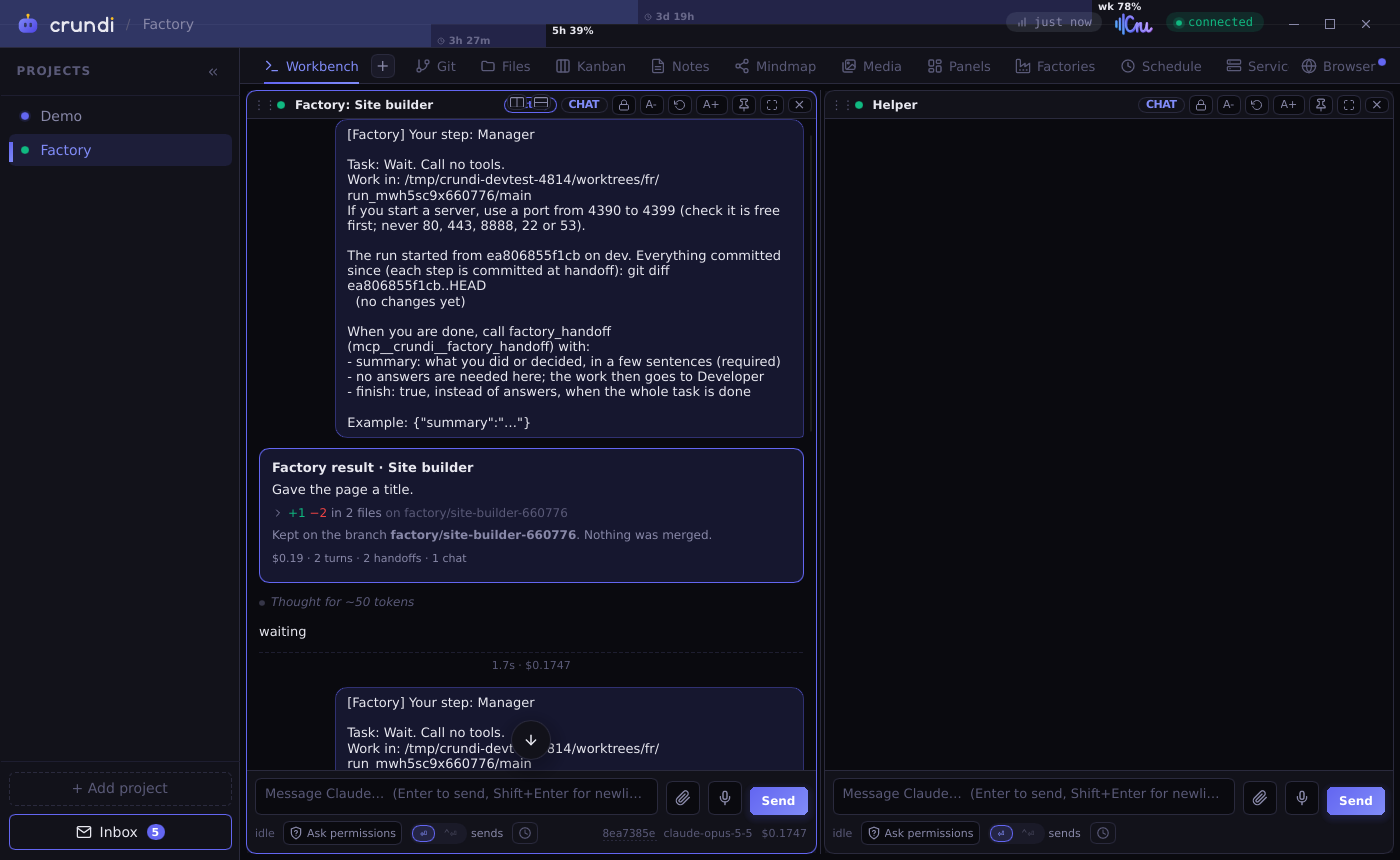 crundi / Factory
3h 27m
5h 39%
3d 19h
just now
wk 78%
Cru
connected
PROJECTS
Demo
Factory
+ Add project
Inbox 5
Workbench
Git
Files
Kanban
Notes
Mindmap
Media
Panels
Factories
Schedule
Servic
Browser
Factory: Site builder
CHAT
A-
A+
[Factory] Your step: Manager
Task: Wait. Call no tools.
Work in: /tmp/crundi-devtest-4814/worktrees/fr/
run_mwh5sc9x660776/main
If you start a server, use a port from 4390 to 4399 (check it is free
first; never 80, 443, 8888, 22 or 53).
The run started from ea806855f1cb on dev. Everything committed
since (each step is committed at handoff): git diff
ea806855f1cb..HEAD
(no changes yet)
When you are done, call factory_handoff
(mcp__crundi__factory_handoff) with:
- summary: what you did or decided, in a few sentences (required)
- no answers are needed here; the work then goes to Developer
- finish: true, instead of answers, when the whole task is done
Example: {"summary":"..."}
Factory result · Site builder
Gave the page a title.
+1 −2 in 2 files on factory/site-builder-660776
Kept on the branch factory/site-builder-660776. Nothing was merged.
$0.19 · 2 turns · 2 handoffs · 1 chat
Thought for ~50 tokens
waiting
1.7s · $0.1747
[Factory] Your step: Manager
Task: Wait. Call no tools.
Work in: /tmp/crundi-devt 4814/worktrees/fr/
run_mwh5sc9x660776/main
Message Claude… (Enter to send, Shift+Enter for newli…
Send
idle
Ask permissions
sends
8ea7385e
claude-opus-5-5
$0.1747
Helper
CHAT
A-
A+
Message Claude… (Enter to send, Shift+Enter for newli…
Send
idle
Ask permissions
sends